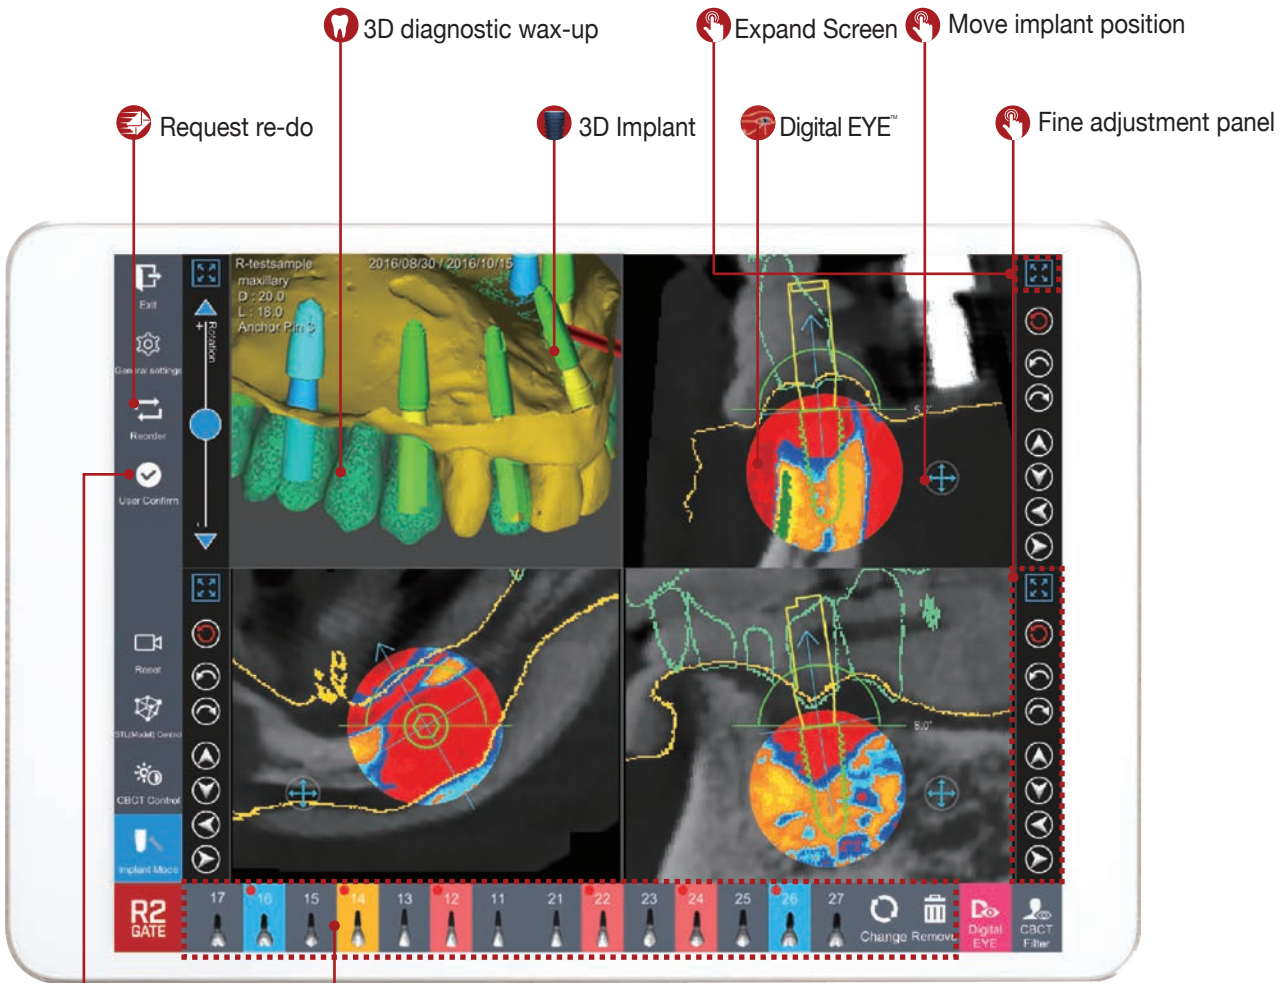 3D diagnostic wax-up
Expand Screen
Move implant position
Request re-do
3D Implant
Digital EYE™
Fine adjustment panel
Exit
General settings
Reorder
User Confirm
Reset
STL(Model) Control
CBCT Control
Implant Mode
+
Rotation
-
R-testsample
2016/08/30 / 2016/10/15
maxillary
D : 20.0
L : 18.0
Anchor Pin 3
8.0°
R2
GATE
17 16 15 14 13 12 11 21 22 23 24 25 26 27
Change Remove
Digital
EYE
CBCT
Filter